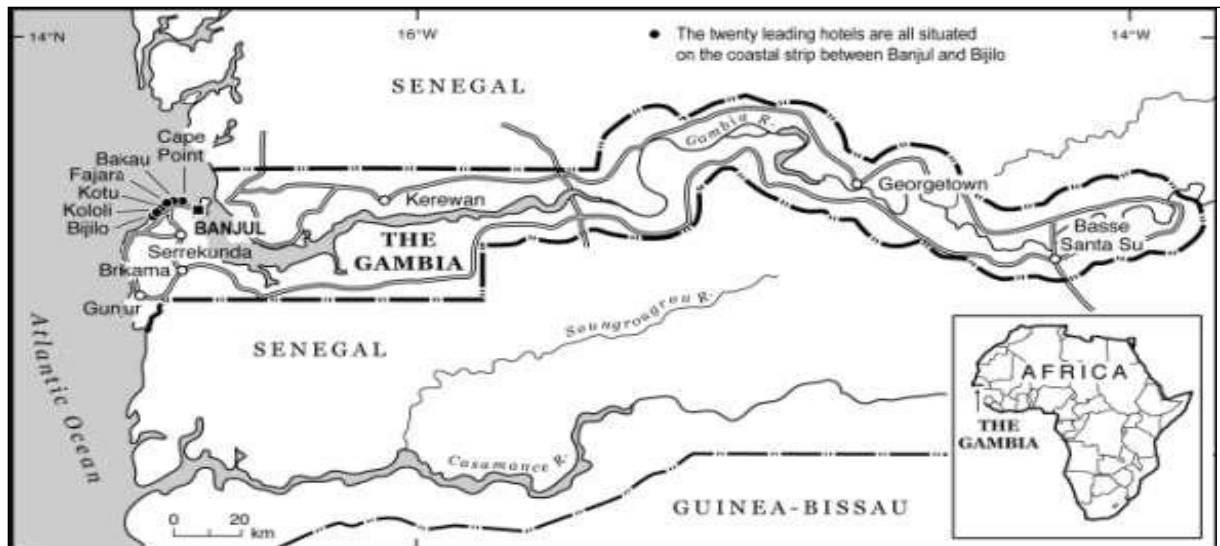 14°N
16°W
14°W
• The twenty leading hotels are all situated
on the coastal strip between Banjul and Bijilo
SENEGAL
Gambia R.
Cape
Point
Bakau
Fajara
Kotu
Kololi
Bijilo
BANJUL
Kerewan
Georgetown
Serrekunda
THE
GAMBIA
Basse
Santa Su
Brikama
Gunjur
Atlantic Ocean
SENEGAL
Soungrougrou R.
Casamance R.
GUINEA-BISSAU
0 20
km
AFRICA
THE
GAMBIA